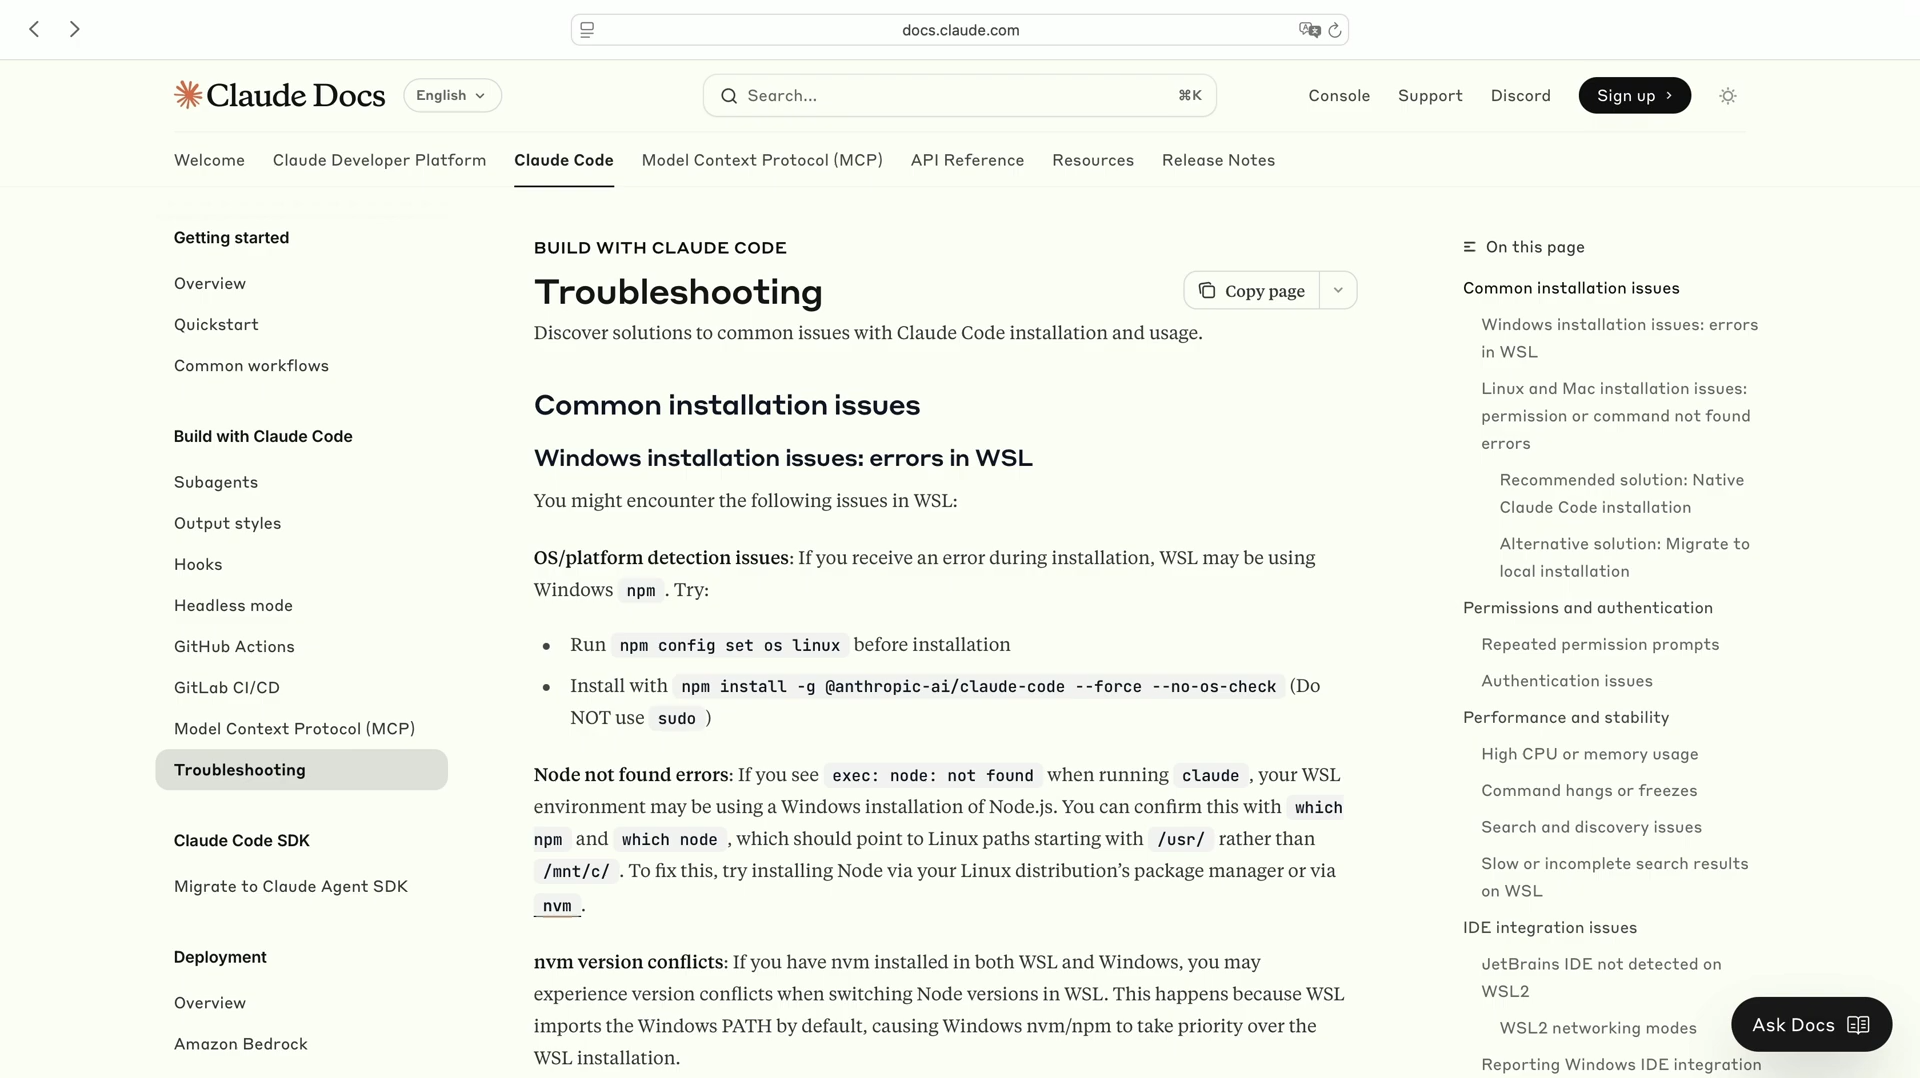 docs.claude.com
Claude Docs
English
Search...
⌘K
Console
Support
Discord
Sign up
Welcome
Claude Developer Platform
Claude Code
Model Context Protocol (MCP)
API Reference
Resources
Release Notes
Getting started
Overview
Quickstart
Common workflows
Build with Claude Code
Subagents
Output styles
Hooks
Headless mode
GitHub Actions
GitLab CI/CD
Model Context Protocol (MCP)
Troubleshooting
Claude Code SDK
Migrate to Claude Agent SDK
Deployment
Overview
Amazon Bedrock
BUILD WITH CLAUDE CODE
Troubleshooting
Copy page
Discover solutions to common issues with Claude Code installation and usage.
Common installation issues
Windows installation issues: errors in WSL
You might encounter the following issues in WSL:
OS/platform detection issues: If you receive an error during installation, WSL may be using
Windows npm . Try:
• Run npm config set os linux before installation
• Install with npm install -g @anthropic-ai/claude-code --force --no-os-check (Do
NOT use sudo )
Node not found errors: If you see exec: node: not found when running claude , your WSL
environment may be using a Windows installation of Node.js. You can confirm this with which
npm and which node , which should point to Linux paths starting with /usr/ rather than
/mnt/c/ . To fix this, try installing Node via your Linux distribution’s package manager or via
nvm .
nvm version conflicts: If you have nvm installed in both WSL and Windows, you may
experience version conflicts when switching Node versions in WSL. This happens because WSL
imports the Windows PATH by default, causing Windows nvm/npm to take priority over the
WSL installation.
On this page
Common installation issues
Windows installation issues: errors
in WSL
Linux and Mac installation issues:
permission or command not found
errors
Recommended solution: Native
Claude Code installation
Alternative solution: Migrate to
local installation
Permissions and authentication
Repeated permission prompts
Authentication issues
Performance and stability
High CPU or memory usage
Command hangs or freezes
Search and discovery issues
Slow or incomplete search results
on WSL
IDE integration issues
JetBrains IDE not detected on
WSL2
WSL2 networking modes
Reporting Windows IDE integration
Ask Docs